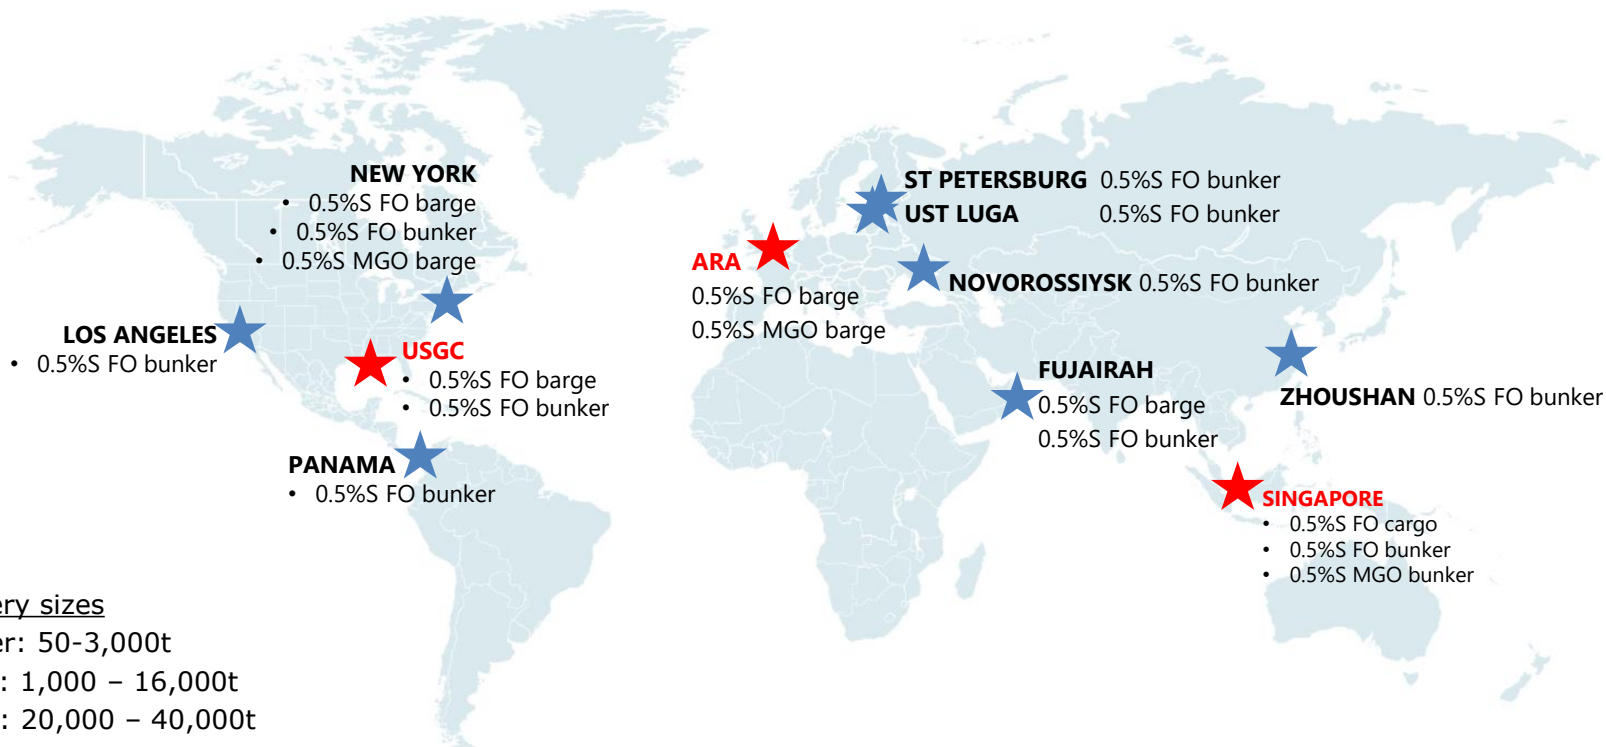 NEW YORK
• 0.5%S FO barge
• 0.5%S FO bunker
• 0.5%S MGO barge
LOS ANGELES
• 0.5%S FO bunker
USGC
• 0.5%S FO barge
• 0.5%S FO bunker
PANAMA
• 0.5%S FO bunker
ST PETERSBURG 0.5%S FO bunker
UST LUGA 0.5%S FO bunker
ARA
0.5%S FO barge
0.5%S MGO barge
NOVOROSSIYSK 0.5%S FO bunker
FUJAIRAH
0.5%S FO barge
0.5%S FO bunker
ZHOUSHAN 0.5%S FO bunker
SINGAPORE
• 0.5%S FO cargo
• 0.5%S FO bunker
• 0.5%S MGO bunker
sizes
50-3,000t
: 1,000 – 16,000t
: 20,000 – 40,000t